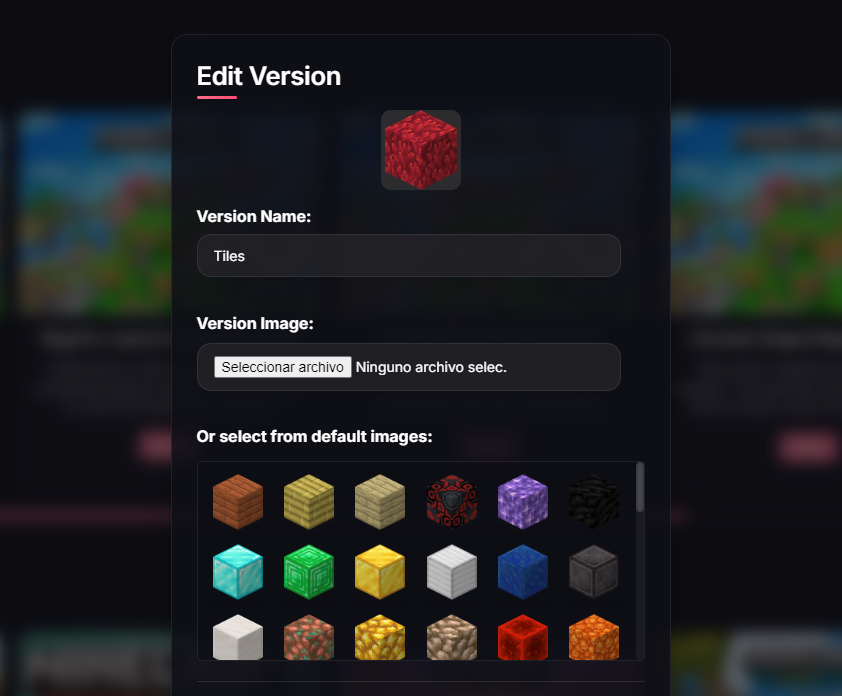 Edit Version
Version Name:
Tiles
Version Image:
Seleccionar archivo Ninguno archivo selec.
Or select from default images: